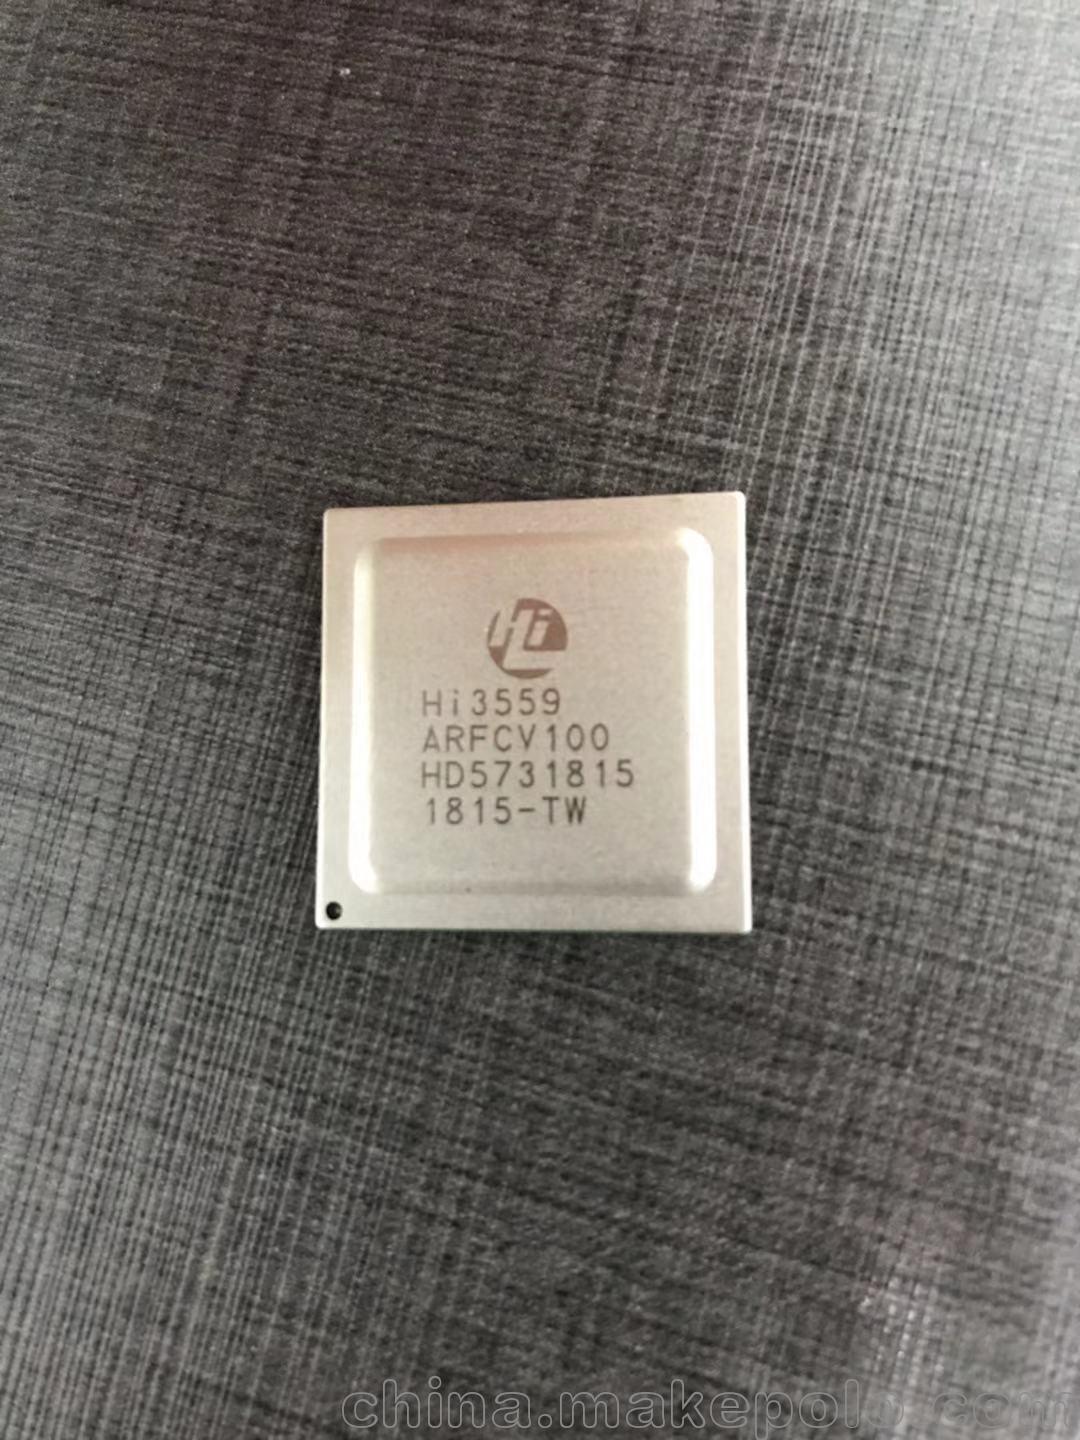 Hi
Hi3559
ARFCV100
HD5731815
1815-TW
china.makepolo.com